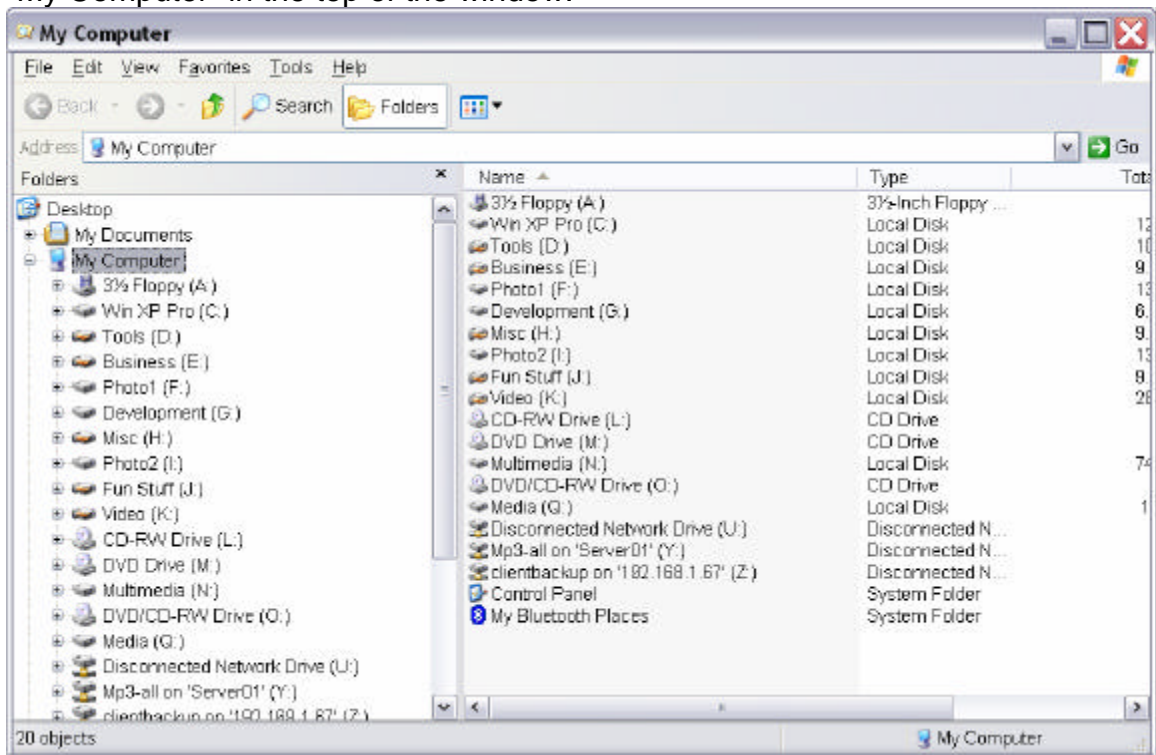 My Computer
File Edit View Favorites Tools Help
Back Search Folders
Address My Computer Go
Folders
Desktop
My Documents
My Computer
3½ Floppy (A:)
Win XP Pro (C:)
Tools (D:)
Business (E:)
Photo1 (F:)
Development (G:)
Misc (H:)
Photo2 (I:)
Fun Stuff (J:)
Video (K:)
CD-RW Drive (L:)
DVD Drive (M:)
Multimedia (N:)
DVD/CD-RW Drive (O:)
Media (Q:)
Disconnected Network Drive (U:)
Mp3-all on 'Server01' (Y:)
Name Type
3½ Floppy (A:) 3½-Inch Floppy ...
Win XP Pro (C:) Local Disk
Tools (D:) Local Disk
Business (E:) Local Disk
Photo1 (F:) Local Disk
Development (G:) Local Disk
Misc (H:) Local Disk
Photo2 (I:) Local Disk
Fun Stuff (J:) Local Disk
Video (K:) Local Disk
CD-RW Drive (L:) CD Drive
DVD Drive (M:) CD Drive
Multimedia (N:) Local Disk
DVD/CD-RW Drive (O:) CD Drive
Media (Q:) Local Disk
Disconnected Network Drive (U:) Disconnected N...
Mp3-all on 'Server01' (Y:) Disconnected N...
clientbackup on '192.168.1.67' (Z:) Disconnected N...
Control Panel System Folder
My Bluetooth Places System Folder
20 objects My Computer